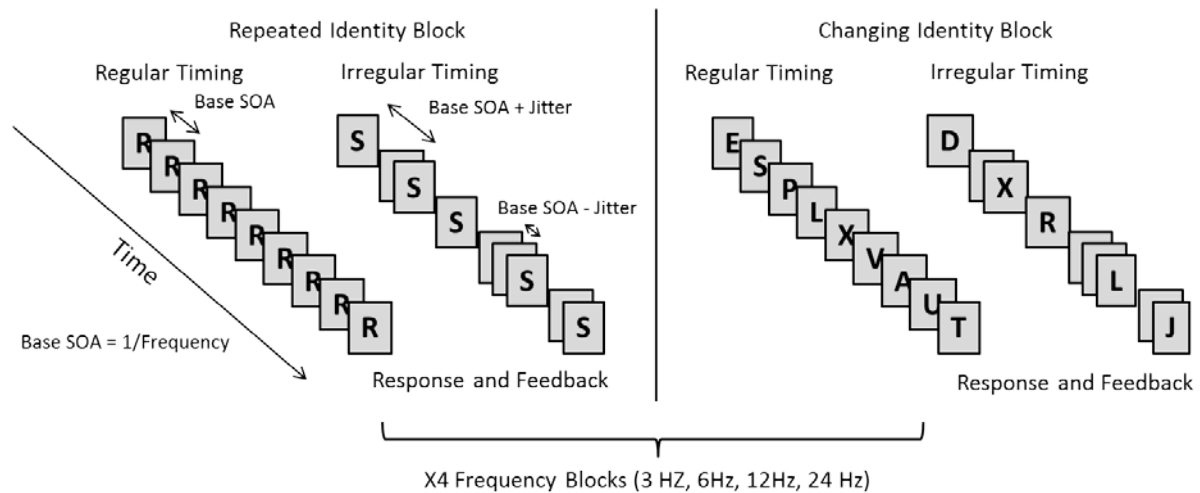 Repeated Identity Block
Changing Identity Block
Regular Timing
Irregular Timing
Regular Timing
Irregular Timing
Base SOA
Base SOA + Jitter
Base SOA - Jitter
R
R
R
R
R
R
R
R
R
S
S
S
S
S
E
S
P
L
X
V
A
U
T
D
X
R
L
J
Time
Base SOA = 1/Frequency
Response and Feedback
Response and Feedback
X4 Frequency Blocks (3 HZ, 6Hz, 12Hz, 24 Hz)